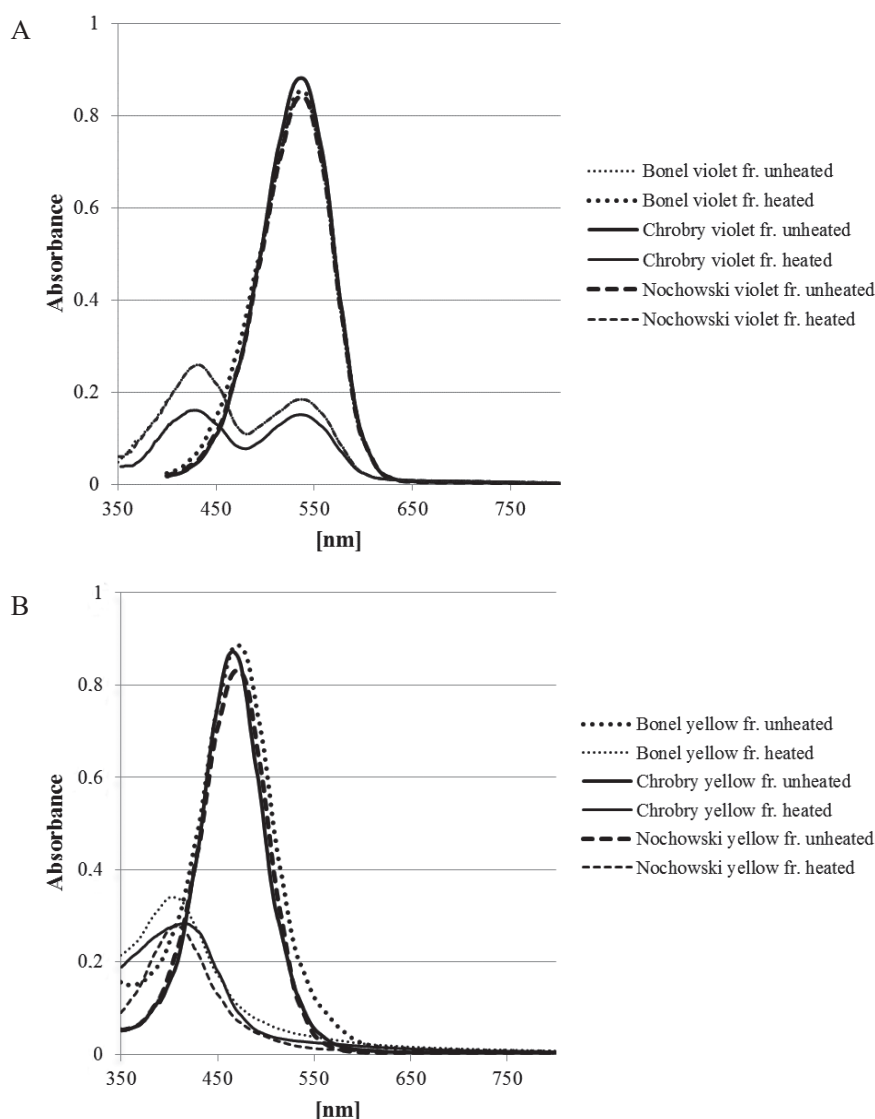 A
1
0.8
0.6
0.4
0.2
0
Absorbance
350 450 550 650 750
[nm]
Bonel violet fr. unheated
Bonel violet fr. heated
Chrobry violet fr. unheated
Chrobry violet fr. heated
Nochowski violet fr. unheated
Nochowski violet fr. heated
B
1
0.8
0.6
0.4
0.2
0
Absorbance
350 450 550 650 750
[nm]
Bonel yellow fr. unheated
Bonel yellow fr. heated
Chrobry yellow fr. unheated
Chrobry yellow fr. heated
Nochowski yellow fr. unheated
Nochowski yellow fr. heated